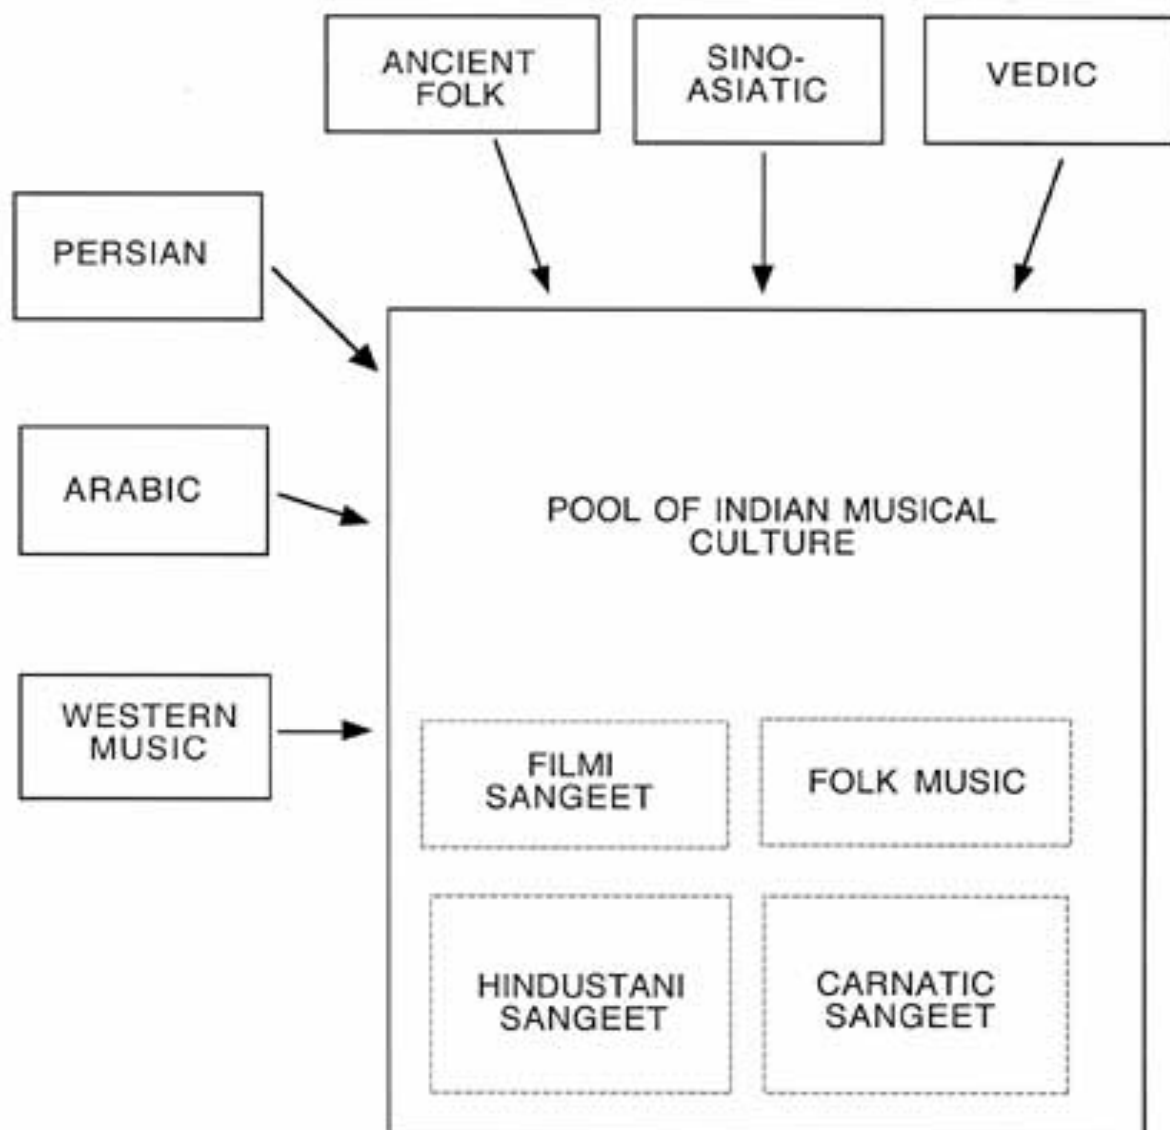 ANCIENT
FOLK
SINO-
ASIATIC
VEDIC
PERSIAN
ARABIC
WESTERN
MUSIC
POOL OF INDIAN MUSICAL
CULTURE
FILMI
SANGEET
FOLK MUSIC
HINDUSTANI
SANGEET
CARNATIC
SANGEET